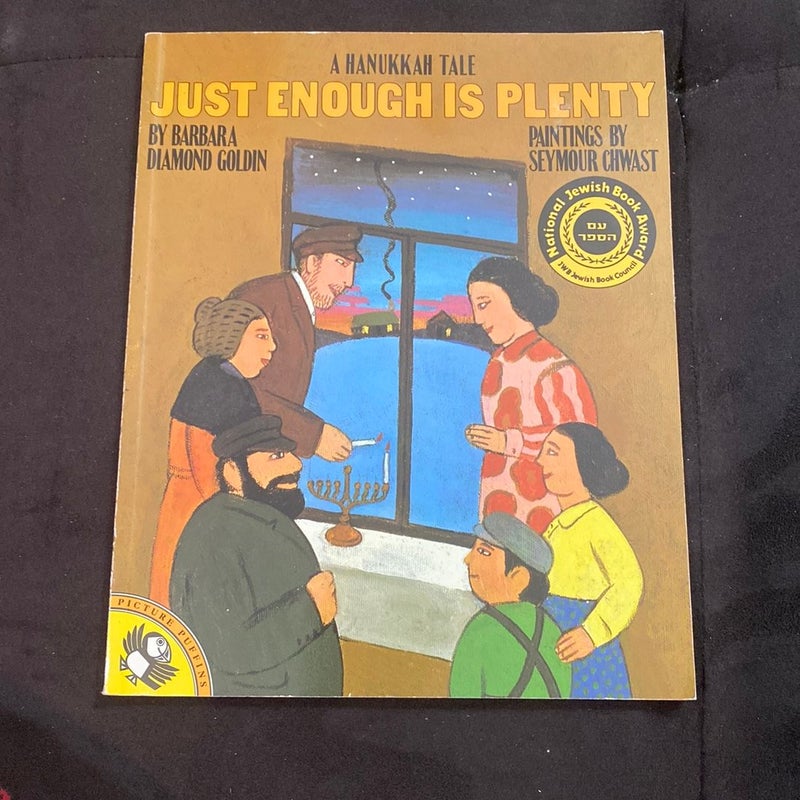 A HANUKKAH TALE
JUST ENOUGH IS PLENTY
BY BARBARA
DIAMOND GOLDIN
PAINTINGS BY
SEYMOUR CHWAST
National Jewish Book Award
עם
הספר
JWB Jewish Book Council
PICTURE PUFFINS